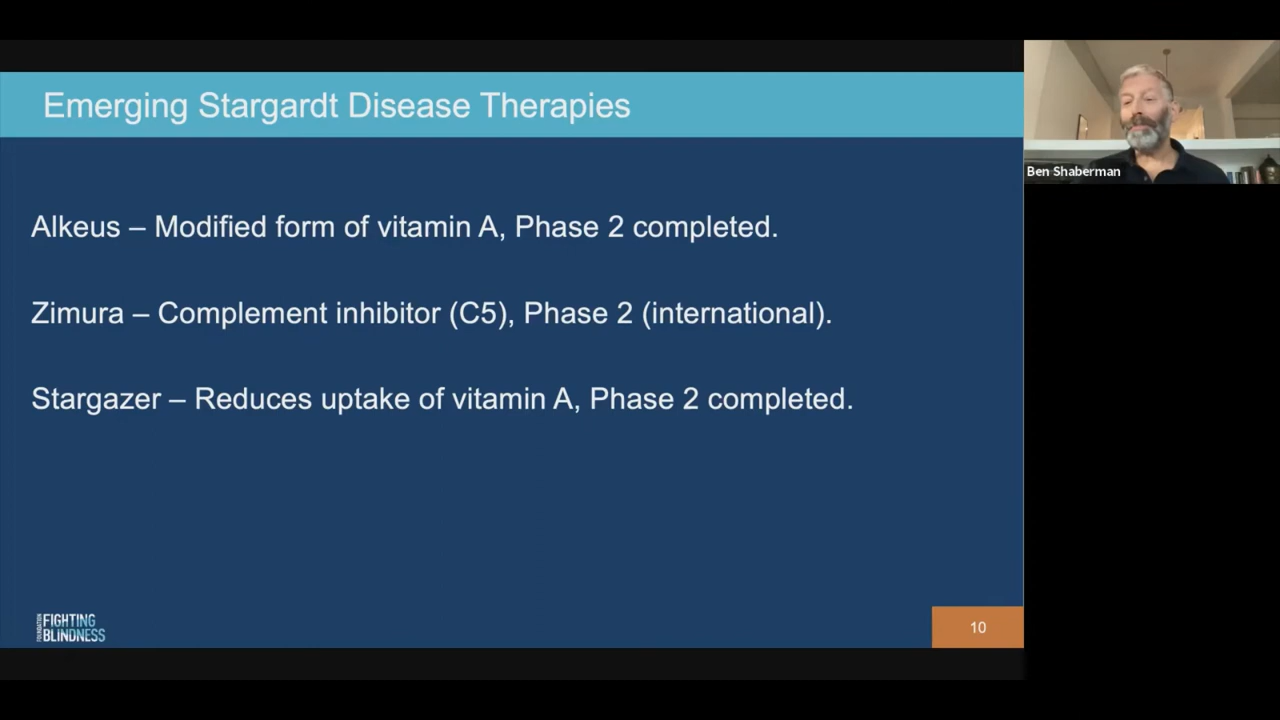 Emerging Stargardt Disease Therapies
Ben Shaberman
Alkeus – Modified form of vitamin A, Phase 2 completed.
Zimura – Complement inhibitor (C5), Phase 2 (international).
Stargazer – Reduces uptake of vitamin A, Phase 2 completed.
FOUNDATION
FIGHTING
BLINDNESS
10